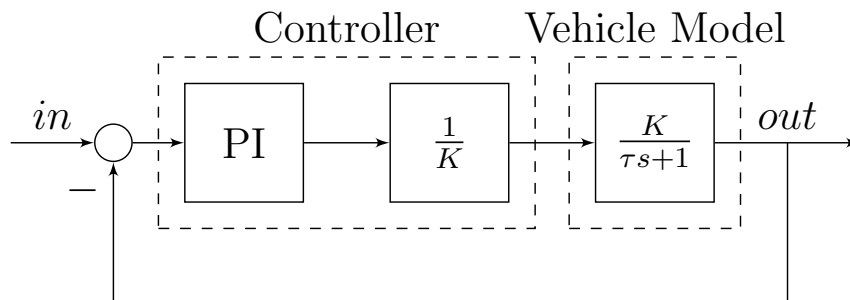 Controller
Vehicle Model
in
PI
1/K
K/τs+1
out
−